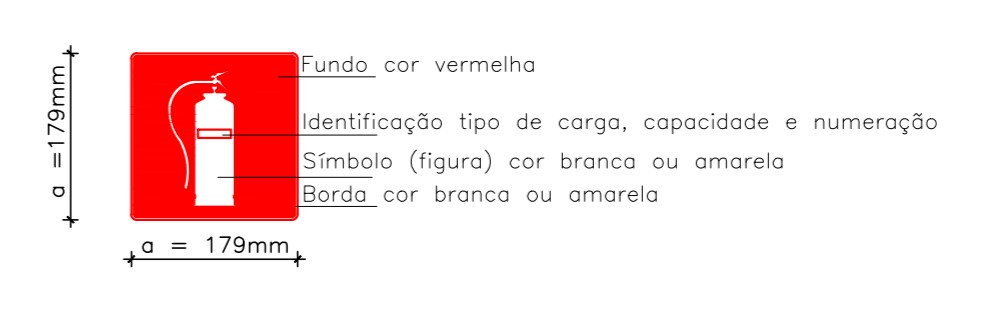 Fundo cor vermelha
a =179mm
Identificação tipo de carga, capacidade e numeração
Símbolo (figura) cor branca ou amarela
Borda cor branca ou amarela
a = 179mm